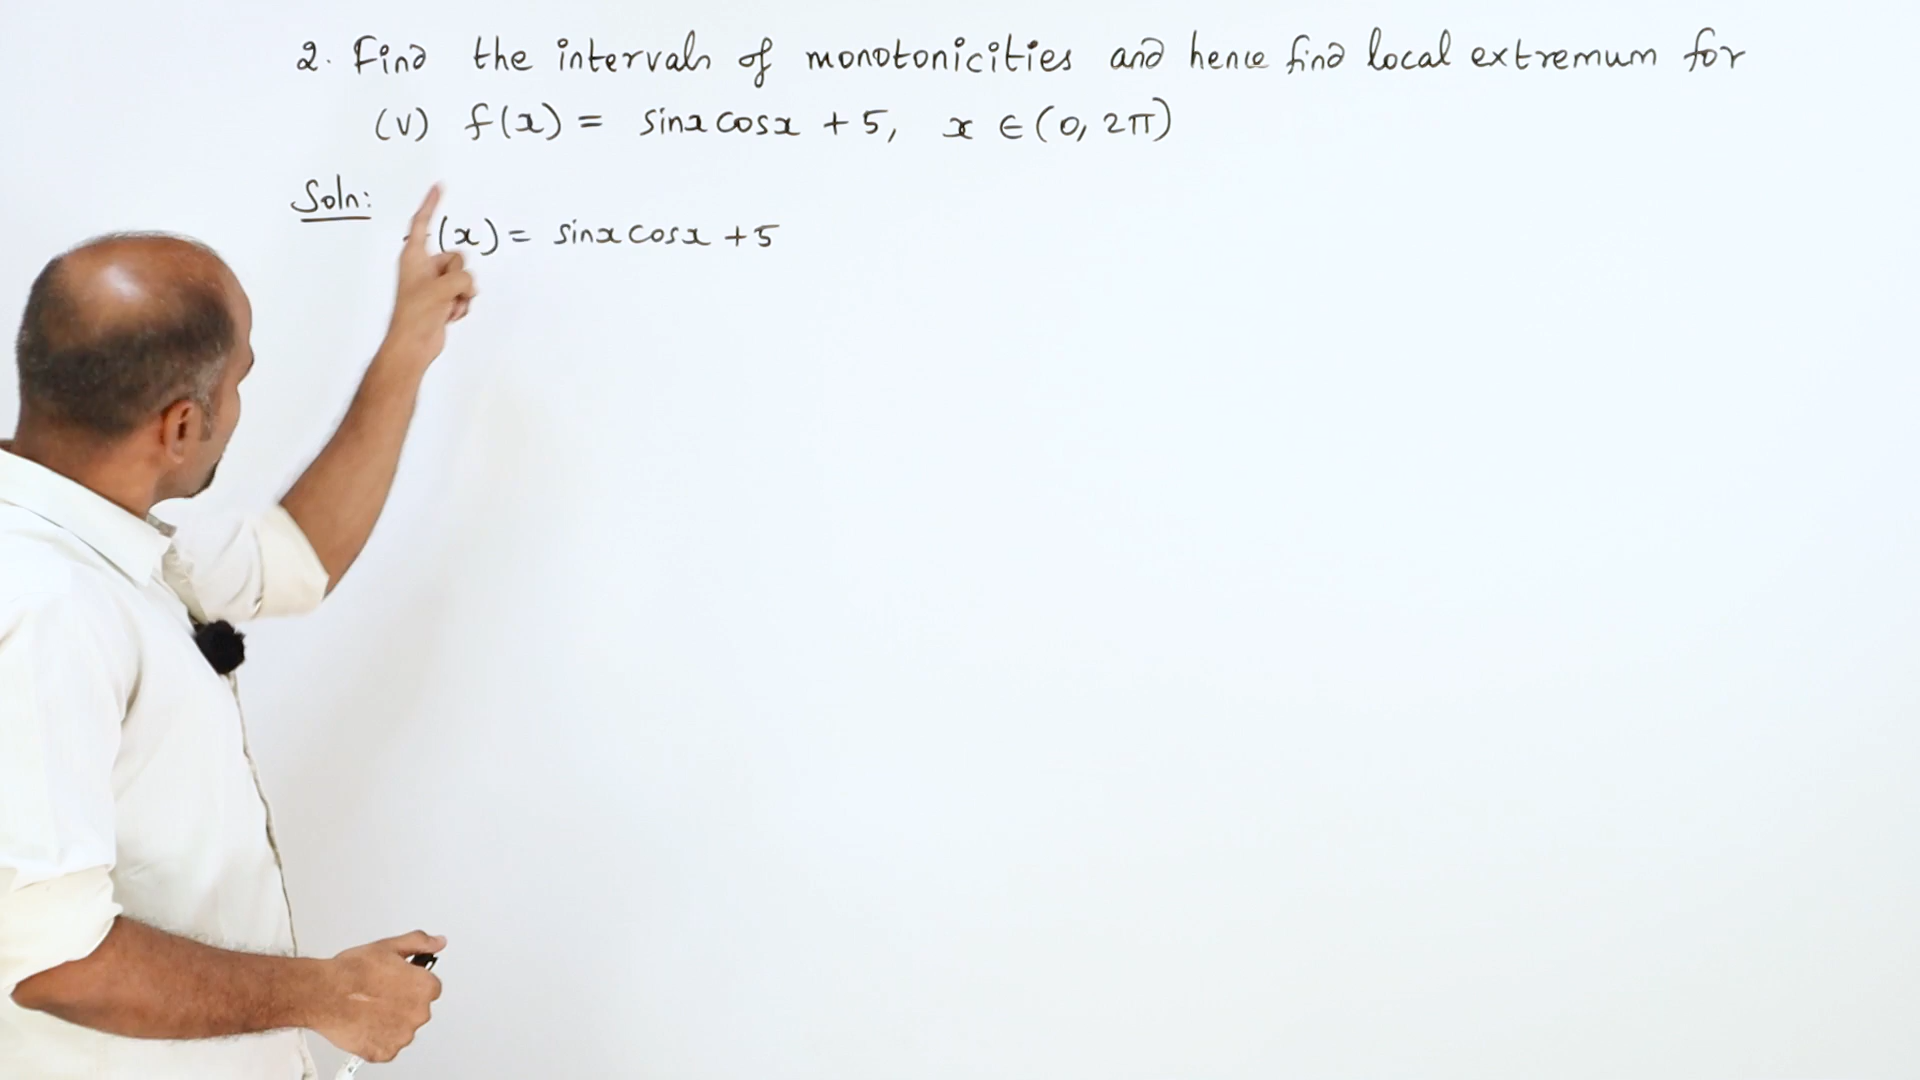 2. Find the intervals of monotonicities and hence find local extremum for
(v) f(x) = sinx cosx + 5, x ∈ (0, 2π)
Soln:
(x) = sinx cosx + 5